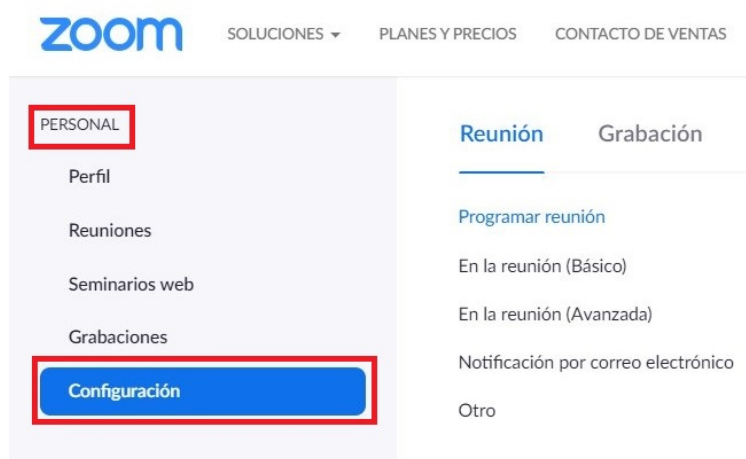 zoom SOLUCIONES PLANES Y PRECIOS CONTACTO DE VENTAS
PERSONAL
Perfil
Reuniones
Seminarios web
Grabaciones
Configuración
Reunión Grabación
Programar reunión
En la reunión (Básico)
En la reunión (Avanzada)
Notificación por correo electrónico
Otro